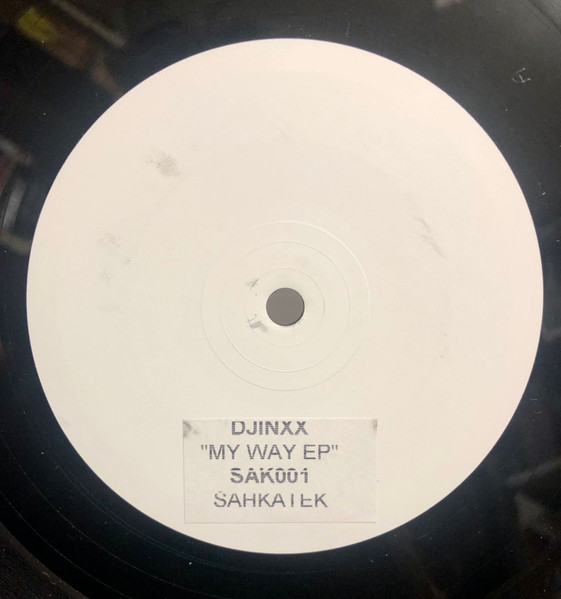 DJINXX
"MY WAY EP"
SAK001
SAHKATEK